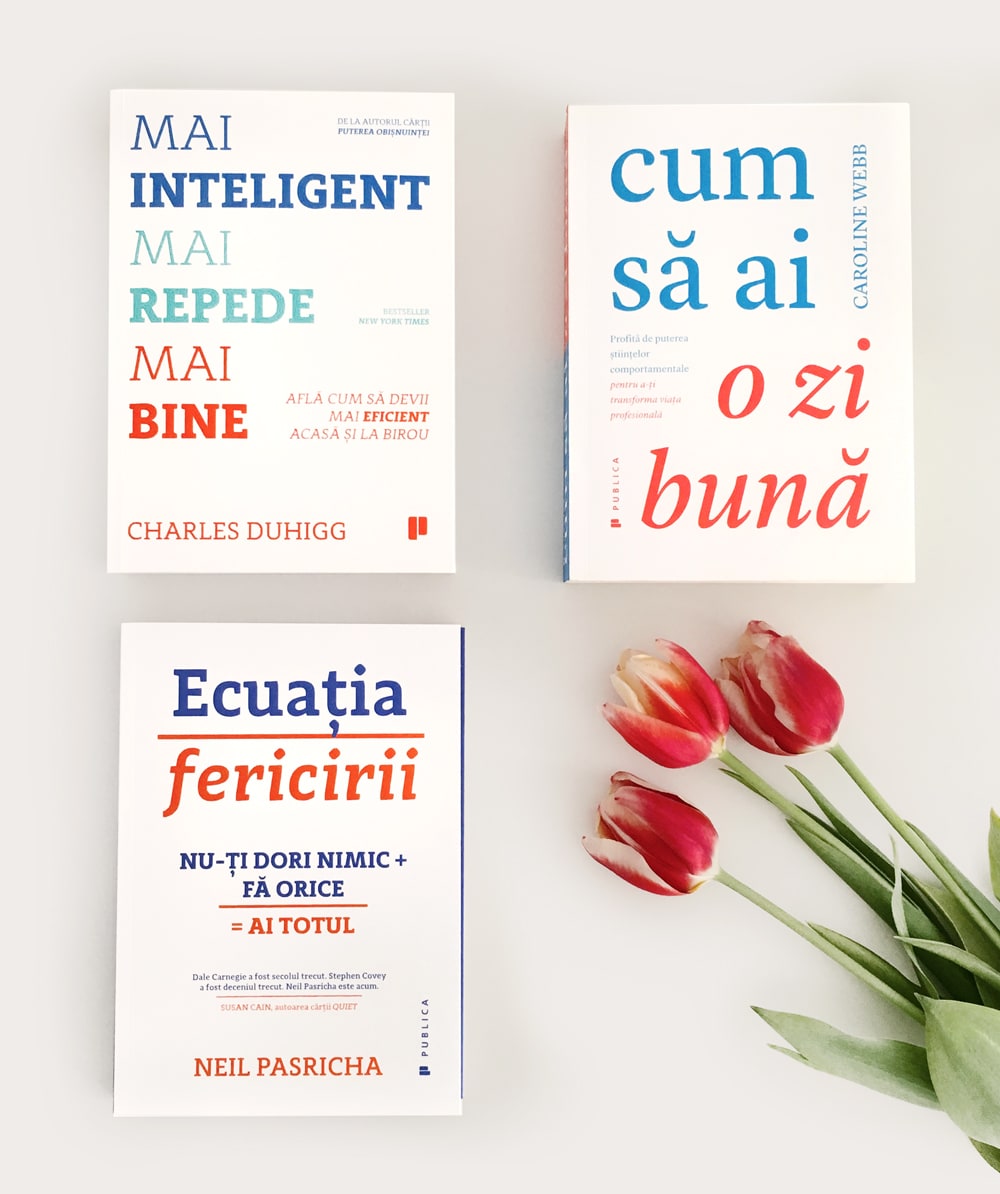 MAI
INTELIGENT
MAI
REPEDE
MAI
BINE
DE LA AUTORUL CĂRȚII
PUTEREA OBIȘNUINȚEI
BESTSELLER
NEW YORK TIMES
AFLĂ CUM SĂ DEVII
MAI EFICIENT
ACASĂ ȘI LA BIROU
CHARLES DUHIGG
cum
să ai
o zi
bună
CAROLINE WEBB
Profită de puterea
științelor
comportamentale
pentru a-ți
transforma viața
profesională
PUBLICA
Ecuația
fericirii
NU-ȚI DORI NIMIC +
FĂ ORICE
= AI TOTUL
Dale Carnegie a fost secolul trecut. Stephen Covey
a fost deceniul trecut. Neil Pasricha este acum.
SUSAN CAIN, autoarea cărții QUIET
NEIL PASRICHA
PUBLICA